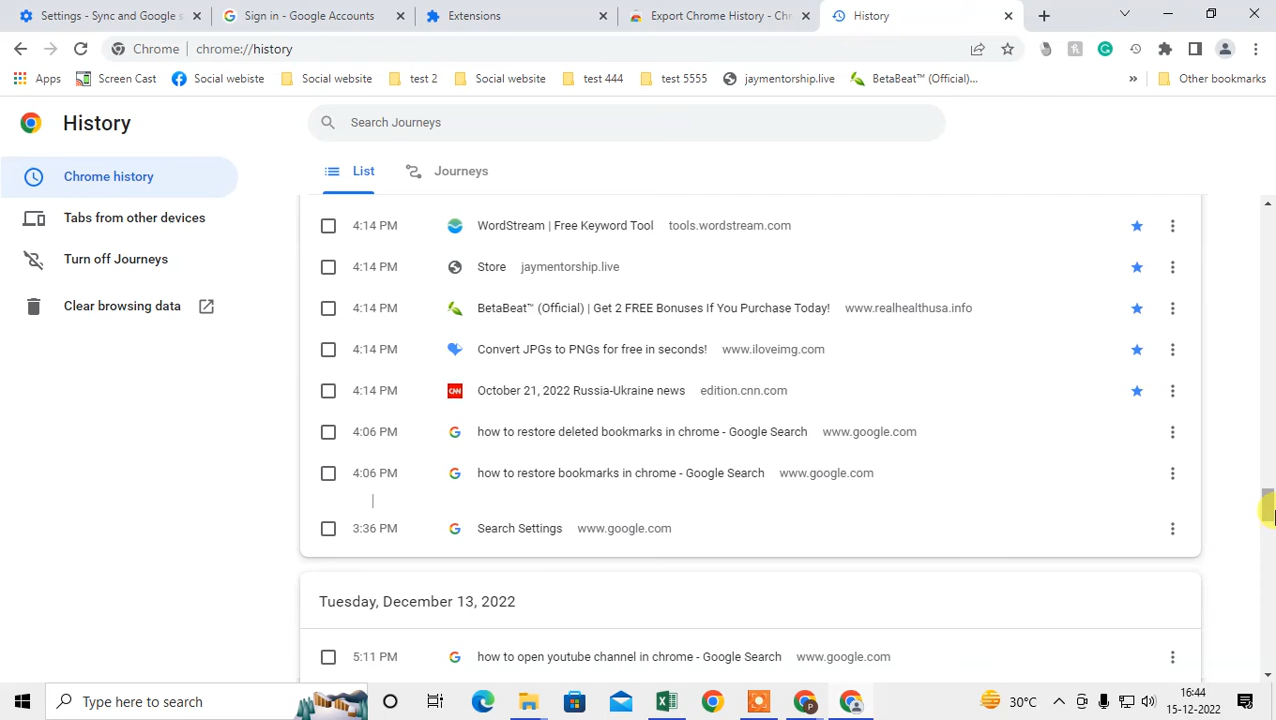 Settings - Sync and Google s
Sign in - Google Accounts
Extensions
Export Chrome History - Chr
History
Chrome
chrome://history
Apps
Screen Cast
Social webiste
Social website
test 2
Social website
test 444
test 5555
jaymentorship.live
BetaBeat™ (Official)...
»
Other bookmarks
History
Search Journeys
Chrome history
Tabs from other devices
Turn off Journeys
Clear browsing data
List
Journeys
4:14 PM WordStream | Free Keyword Tool tools.wordstream.com
4:14 PM Store jaymentorship.live
4:14 PM BetaBeat™ (Official) | Get 2 FREE Bonuses If You Purchase Today! www.realhealthusa.info
4:14 PM Convert JPGs to PNGs for free in seconds! www.iloveimg.com
4:14 PM CNN October 21, 2022 Russia-Ukraine news edition.cnn.com
4:06 PM how to restore deleted bookmarks in chrome - Google Search www.google.com
4:06 PM how to restore bookmarks in chrome - Google Search www.google.com
3:36 PM Search Settings www.google.com
Tuesday, December 13, 2022
5:11 PM how to open youtube channel in chrome - Google Search www.google.com
Type here to search
30°C
16:44
15-12-2022